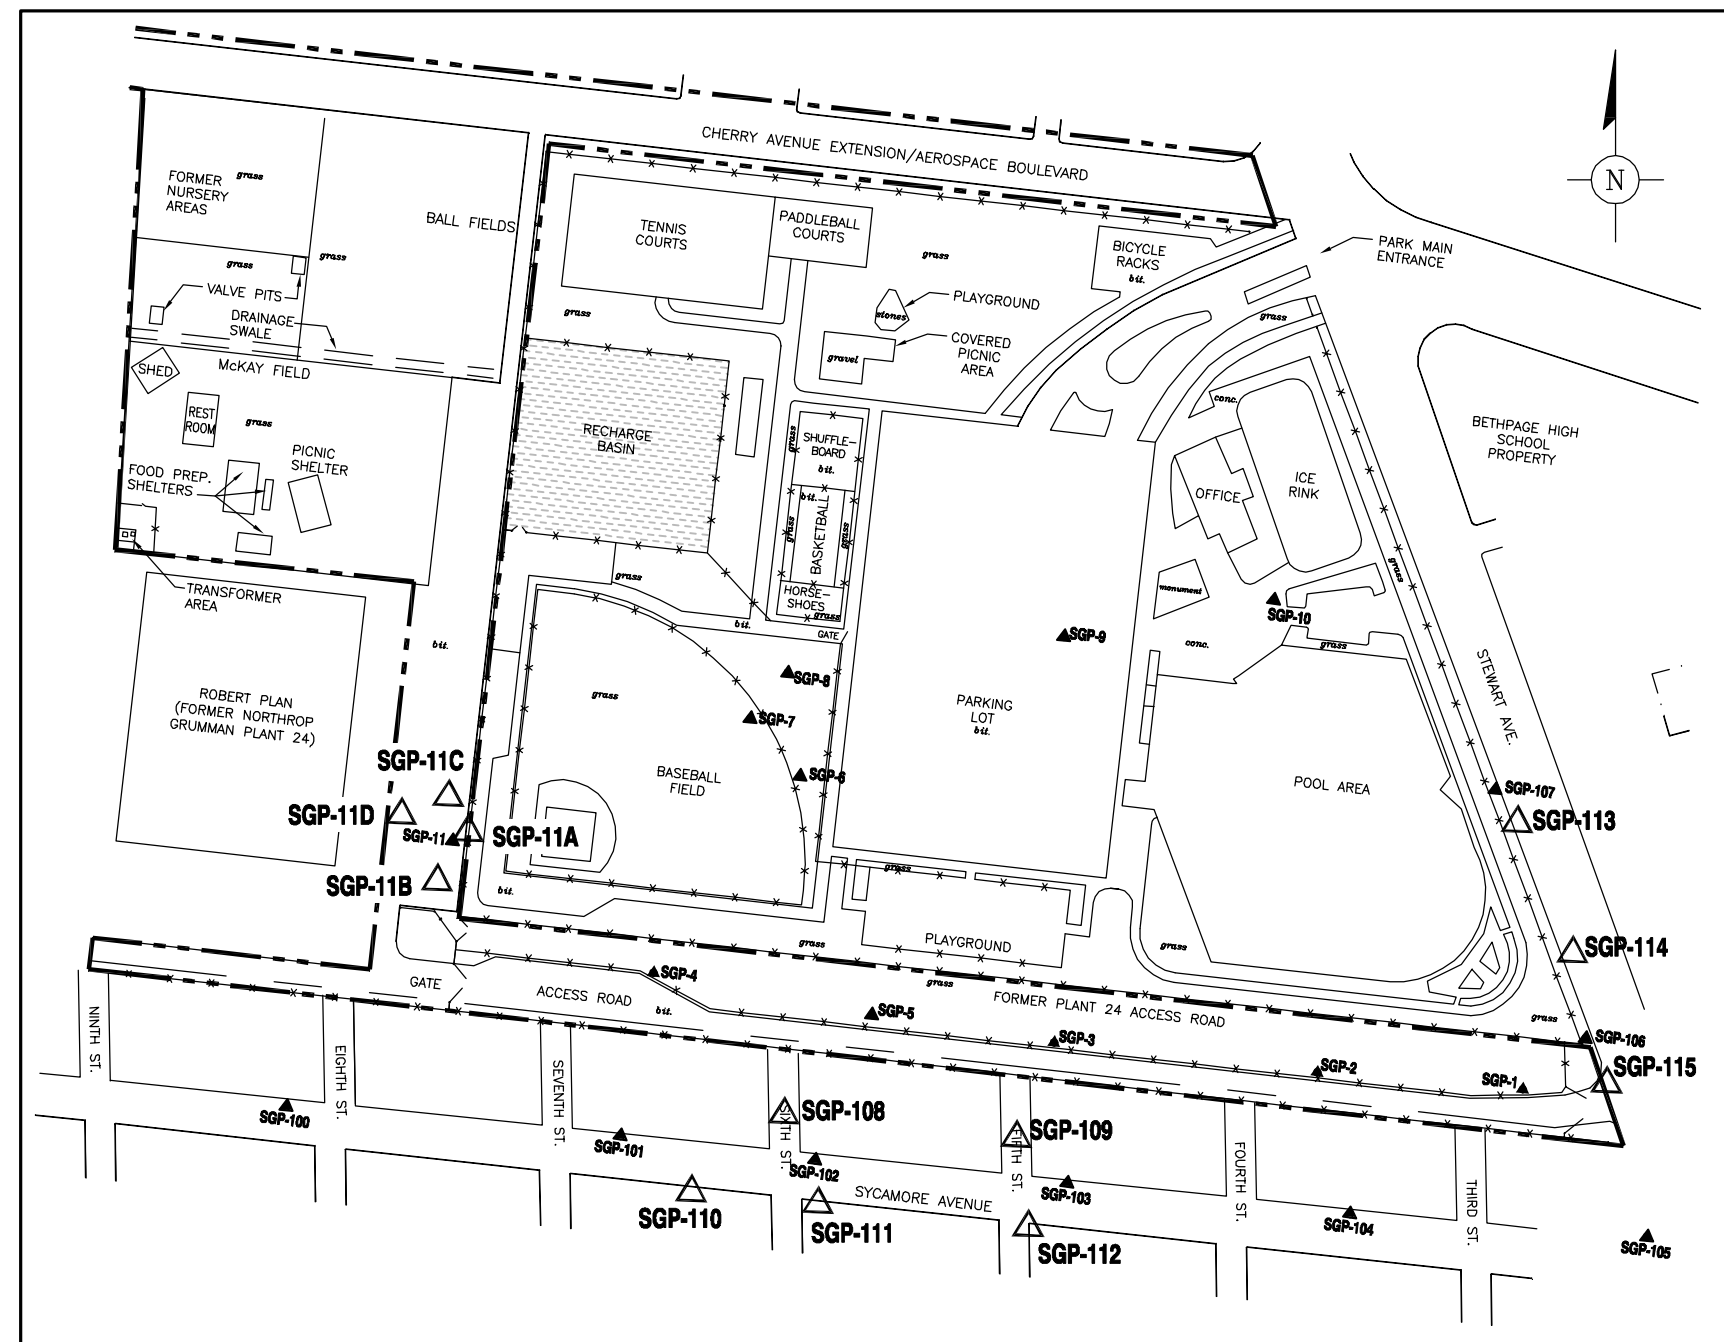 CHERRY AVENUE EXTENSION/AEROSPACE BOULEVARD
N
FORMER
NURSERY
AREAS
grass
BALL FIELDS
grass
grass
VALVE PITS
DRAINAGE
SWALE
McKAY FIELD
SHED
REST
ROOM
grass
PICNIC
SHELTER
FOOD PREP.
SHELTERS
TRANSFORMER
AREA
TENNIS
COURTS
PADDLEBALL
COURTS
grass
BICYCLE
RACKS
bit.
PARK MAIN
ENTRANCE
grass
stones
PLAYGROUND
gravel
COVERED
PICNIC
AREA
grass
conc.
RECHARGE
BASIN
grass
SHUFFLE-
BOARD
bit.
bit.
grass
BASKETBALL
grass
HORSE-
SHOES
grass
GATE
OFFICE
ICE
RINK
BETHPAGE HIGH
SCHOOL
PROPERTY
grass
monument
SGP-10
conc.
grass
STEWART AVE.
grass
bit.
bit.
SGP-9
SGP-8
SGP-7
SGP-6
grass
ROBERT PLAN
(FORMER NORTHROP
GRUMMAN PLANT 24)
PARKING
LOT
bit.
BASEBALL
FIELD
POOL AREA
SGP-11C
SGP-11D
SGP-11
SGP-11A
SGP-11B
SGP-107
SGP-113
bit.
grass
PLAYGROUND
grass
grass
SGP-114
GATE
ACCESS ROAD
bit.
SGP-4
grass
FORMER PLANT 24 ACCESS ROAD
grass
SGP-5
SGP-3
SGP-2
SGP-1
SGP-106
SGP-115
NINTH ST.
EIGHTH ST.
SEVENTH ST.
SIXTH ST.
FIFTH ST.
FOURTH ST.
THIRD ST.
SGP-100
SGP-101
SGP-108
SGP-102
SGP-109
SGP-103
SGP-110
SGP-111
SYCAMORE AVENUE
SGP-112
SGP-104
SGP-105